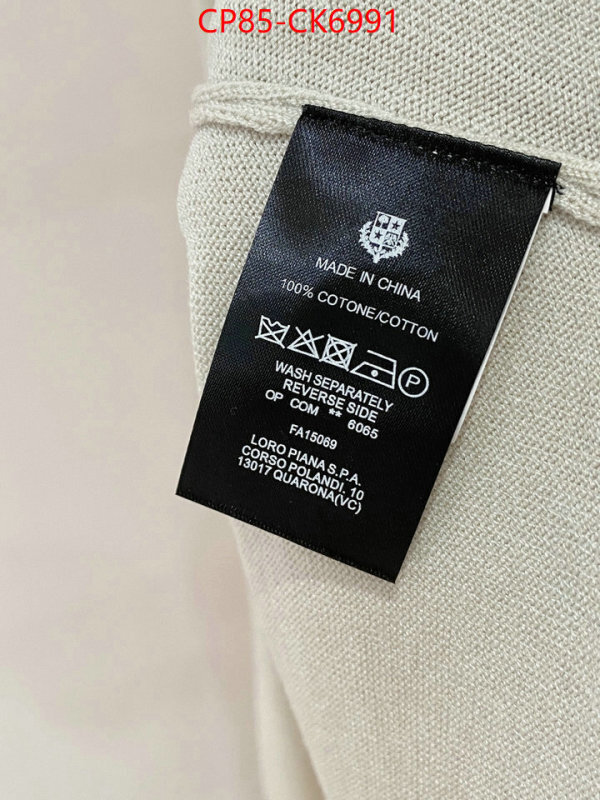 CP85-CK6991
MADE IN CHINA
100% COTONE/COTTON
P
WASH SEPARATELY
REVERSE SIDE
OP COM ** 6065
FA15069
LORO PIANA S.P.A.
CORSO POLANDI, 10
13017 QUARONA(VC)